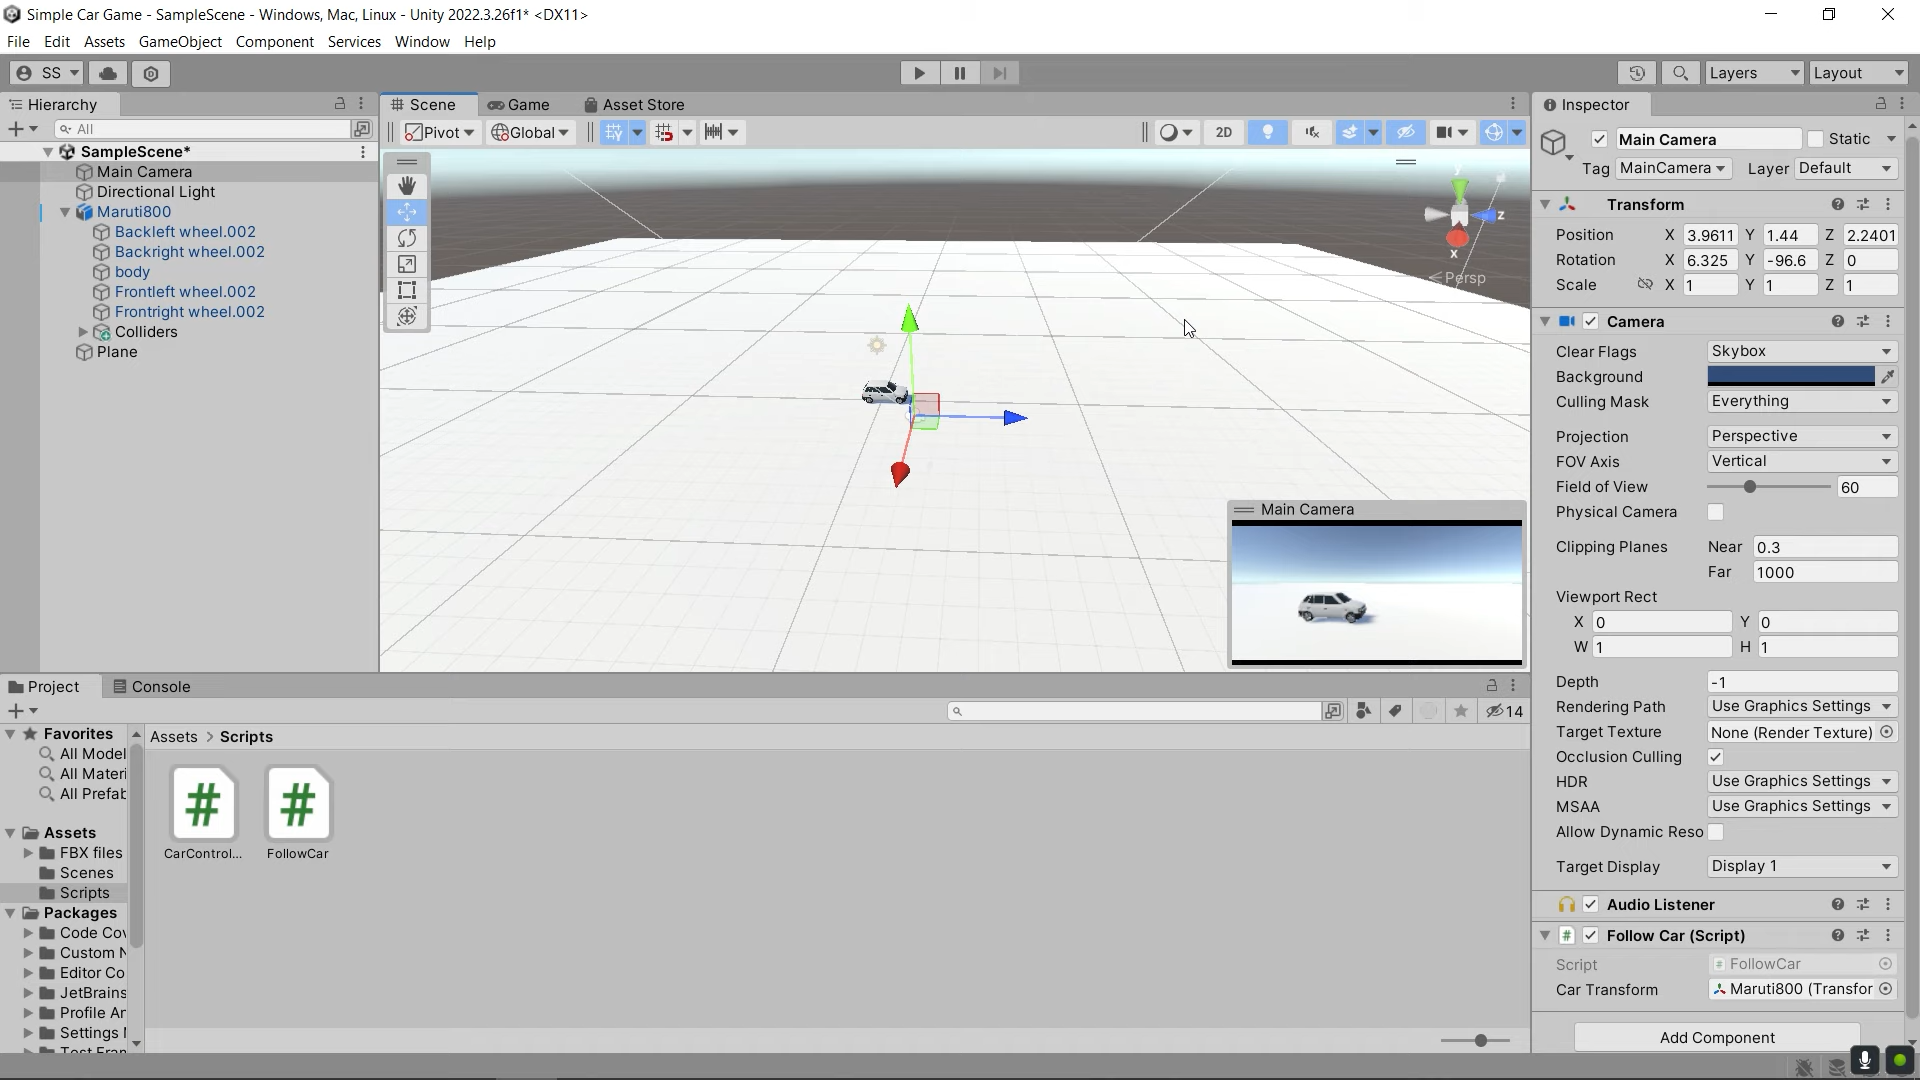 Simple Car Game - SampleScene - Windows, Mac, Linux - Unity 2022.3.26f1* <DX11>
File Edit Assets GameObject Component Services Window Help
SS Layers Layout
Hierarchy
All
SampleScene*
Main Camera
Directional Light
Maruti800
Backleft wheel.002
Backright wheel.002
body
Frontleft wheel.002
Frontright wheel.002
Colliders
Plane
Scene Game Asset Store
Pivot Global 2D
y
z
x
Persp
Main Camera
Inspector
Main Camera Static
Tag MainCamera Layer Default
Transform
Position X 3.9611 Y 1.44 Z 2.2401
Rotation X 6.325 Y -96.6 Z 0
Scale X 1 Y 1 Z 1
Camera
Clear Flags Skybox
Background
Culling Mask Everything
Projection Perspective
FOV Axis Vertical
Field of View 60
Physical Camera
Clipping Planes Near 0.3
Far 1000
Viewport Rect
X 0 Y 0
W 1 H 1
Depth -1
Rendering Path Use Graphics Settings
Target Texture None (Render Texture)
Occlusion Culling
HDR Use Graphics Settings
MSAA Use Graphics Settings
Allow Dynamic Reso
Target Display Display 1
Audio Listener
# Follow Car (Script)
Script # FollowCar
Car Transform Maruti800 (Transfor
Add Component
Project Console
14
Favorites
All Model
All Materi
All Prefab
Assets
FBX files
Scenes
Scripts
Packages
Code Cov
Custom N
Editor Co
JetBrains
Profile An
Settings M
Test Fran
Assets > Scripts
# #
CarControl... FollowCar